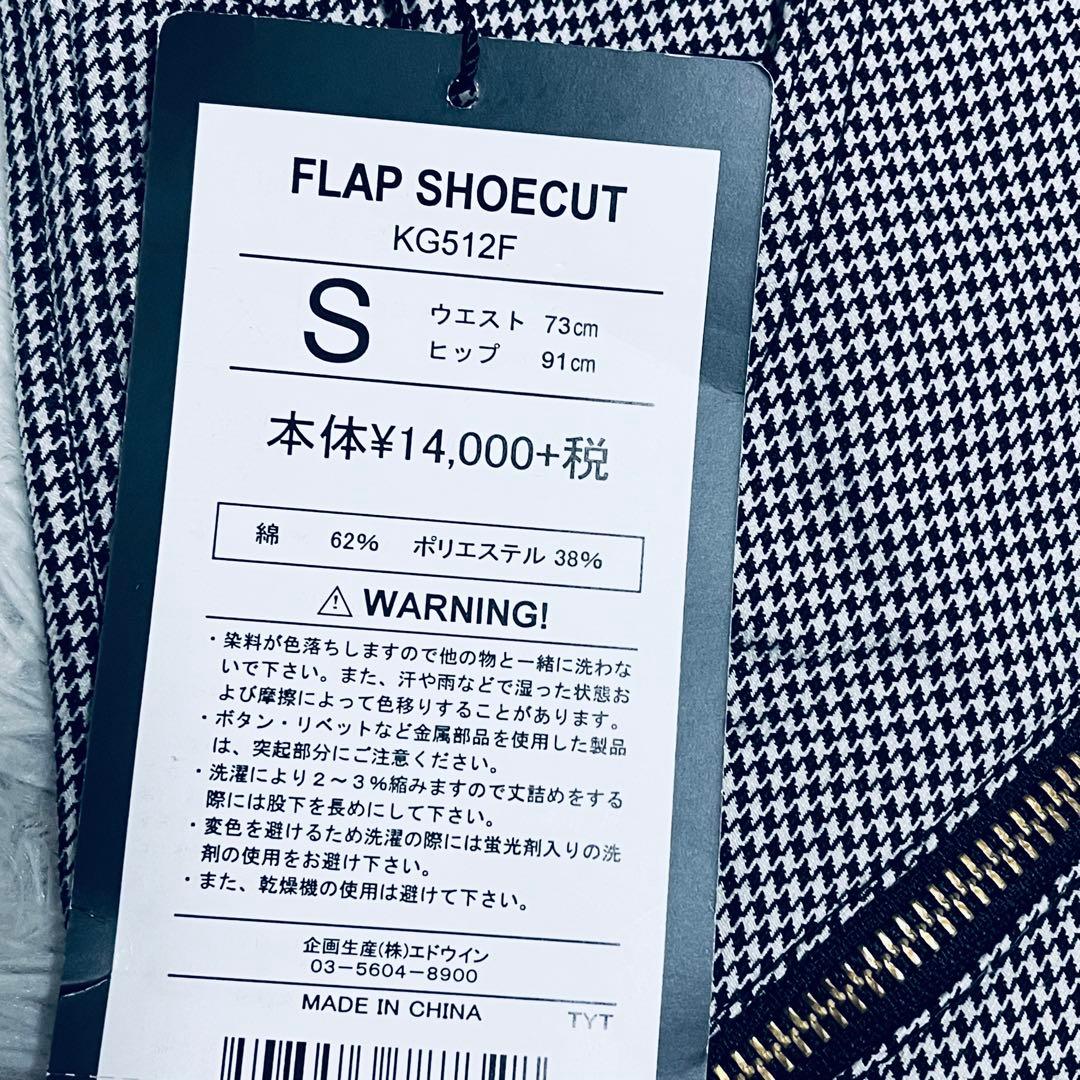 FLAP SHOECUT
KG512F
S
ウエスト 73cm
ヒップ 91cm
本体¥14,000+税
綿 62% ポリエステル 38%
WARNING!
・染料が色落ちしますので他の物と一緒に洗わな
いで下さい。また、汗や雨などで湿った状態お
よび摩擦によって色移りすることがあります。
・ボタン・リベットなど金属部品を使用した製品
は、突起部分にご注意ください。
・洗濯により2〜3%縮みますので丈詰めをする
際には股下を長めにして下さい。
・変色を避けるため洗濯の際には蛍光剤入りの洗
剤の使用をお避け下さい。
・また、乾燥機の使用は避けて下さい。
企画生産(株)エドウイン
03-5604-8900
MADE IN CHINA
TYT